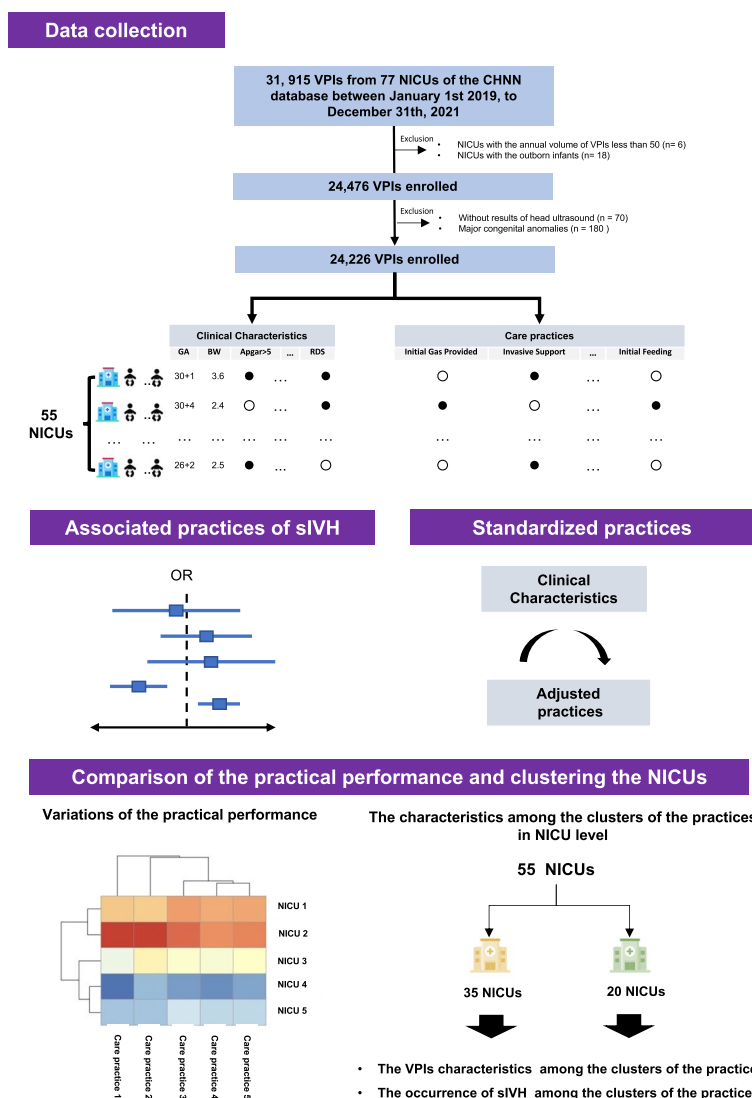 Data collection
31, 915 VPIs from 77 NICUs of the CHNN
database between January 1st 2019, to
December 31th, 2021
Exclusion
• NICUs with the annual volume of VPIs less than 50 (n= 6)
• NICUs with the outborn infants (n= 18)
24,476 VPIs enrolled
Exclusion
• Without results of head ultrasound (n = 70)
• Major congenital anomalies (n = 180 )
24,226 VPIs enrolled
Clinical Characteristics
Care practices
GA BW Apgar>5 ... RDS
Initial Gas Provided Invasive Support ... Initial Feeding
55
NICUs
.. 30+1 3.6 ... ...
.. 30+4 2.4 ... ...
... ... ... ... ... ... ... ... ... ... ...
.. 26+2 2.5 ... ...
Associated practices of sIVH
Standardized practices
OR
Clinical
Characteristics
Adjusted
practices
Comparison of the practical performance and clustering the NICUs
Variations of the practical performance
NICU 1
NICU 2
NICU 3
NICU 4
NICU 5
Care practice 1
Care practice 2
Care practice 3
Care practice 4
Care practice 5
The characteristics among the clusters of the practices
in NICU level
55 NICUs
35 NICUs
20 NICUs
• The VPIs characteristics among the clusters of the practice
• The occurrence of sIVH among the clusters of the practice